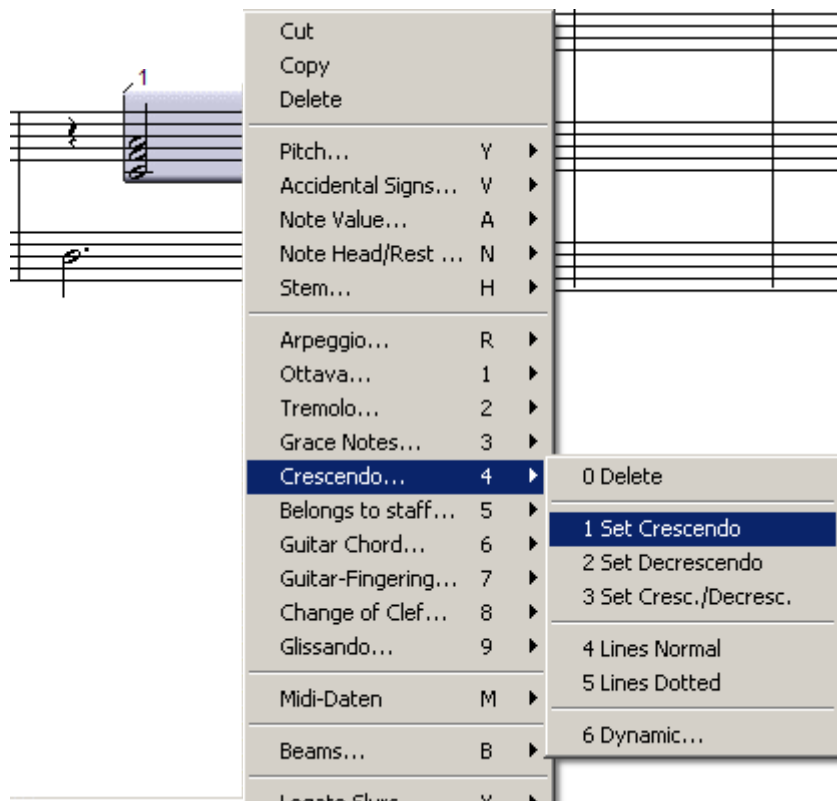 1
Cut
Copy
Delete
Pitch... Y
Accidental Signs... V
Note Value... A
Note Head/Rest ... N
Stem... H
Arpeggio... R
Ottava... 1
Tremolo... 2
Grace Notes... 3
Crescendo... 4
Belongs to staff... 5
Guitar Chord... 6
Guitar-Fingering... 7
Change of Clef... 8
Glissando... 9
Midi-Daten M
Beams... B
0 Delete
1 Set Crescendo
2 Set Decrescendo
3 Set Cresc./Decresc.
4 Lines Normal
5 Lines Dotted
6 Dynamic...